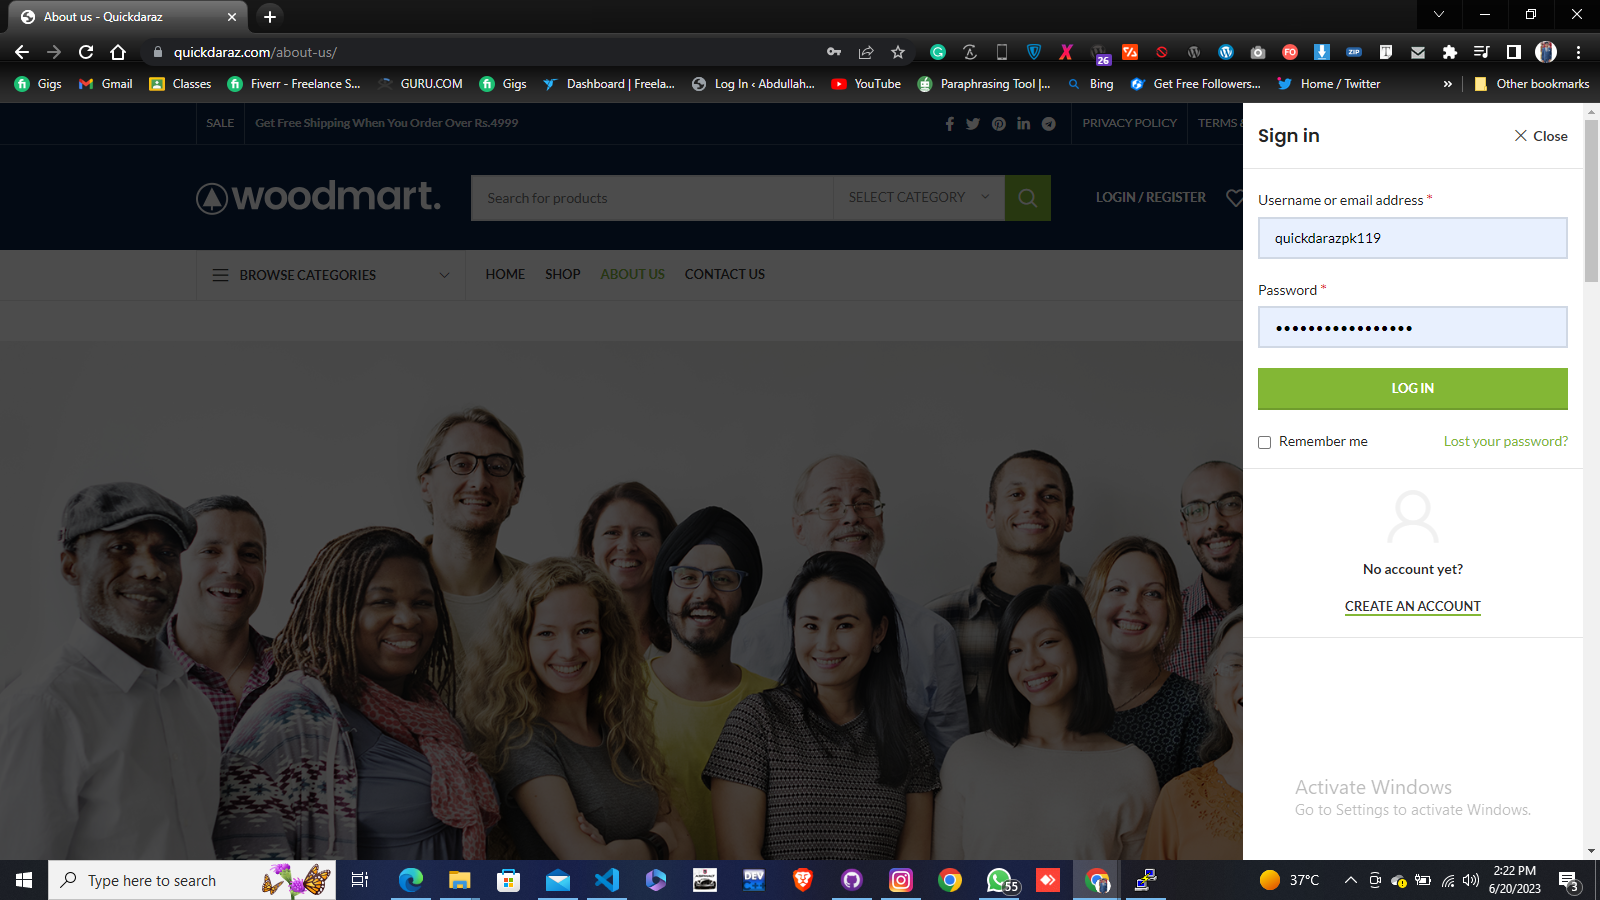 About us - Quickdaraz
quickdaraz.com/about-us/
26
Gigs
Gmail
Classes
Fiverr - Freelance S...
GURU.COM
Gigs
Dashboard | Freela...
Log In ‹ Abdullah...
YouTube
Paraphrasing Tool |...
Bing
Get Free Followers...
Home / Twitter
»
Other bookmarks
SALE
Get Free Shipping When You Order Over Rs.4999
PRIVACY POLICY
TERMS &
woodmart.
Search for products
SELECT CATEGORY
LOGIN / REGISTER
BROWSE CATEGORIES
HOME
SHOP
ABOUT US
CONTACT US
Sign in
Close
Username or email address *
quickdarazpk119
Password *
•••••••••••••••••
LOG IN
Remember me
Lost your password?
No account yet?
CREATE AN ACCOUNT
Activate Windows
Go to Settings to activate Windows.
Type here to search
DEV
55
37°C
2:22 PM
6/20/2023
3